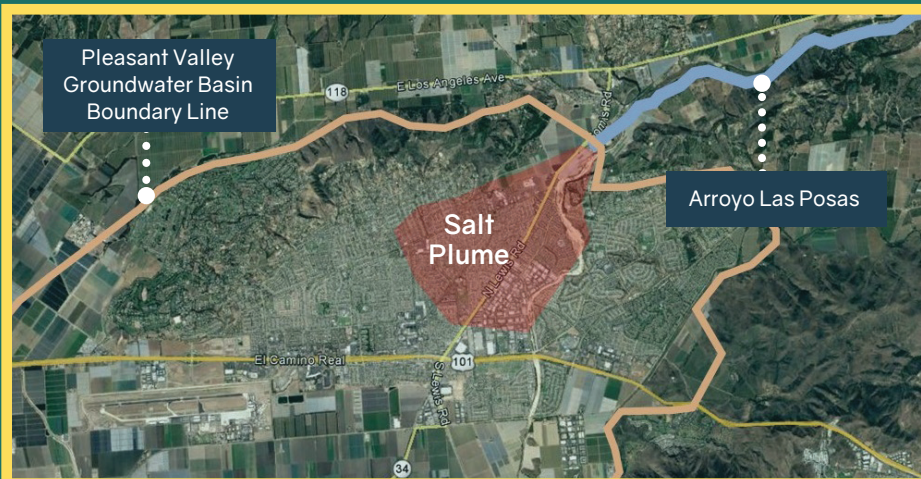 Pleasant Valley
Groundwater Basin
Boundary Line
118
E Los Angeles Ave
Arroyo Las Posas
Salt
Plume
N Lewis Rd
El Camino Real
101
S Lewis Rd
34